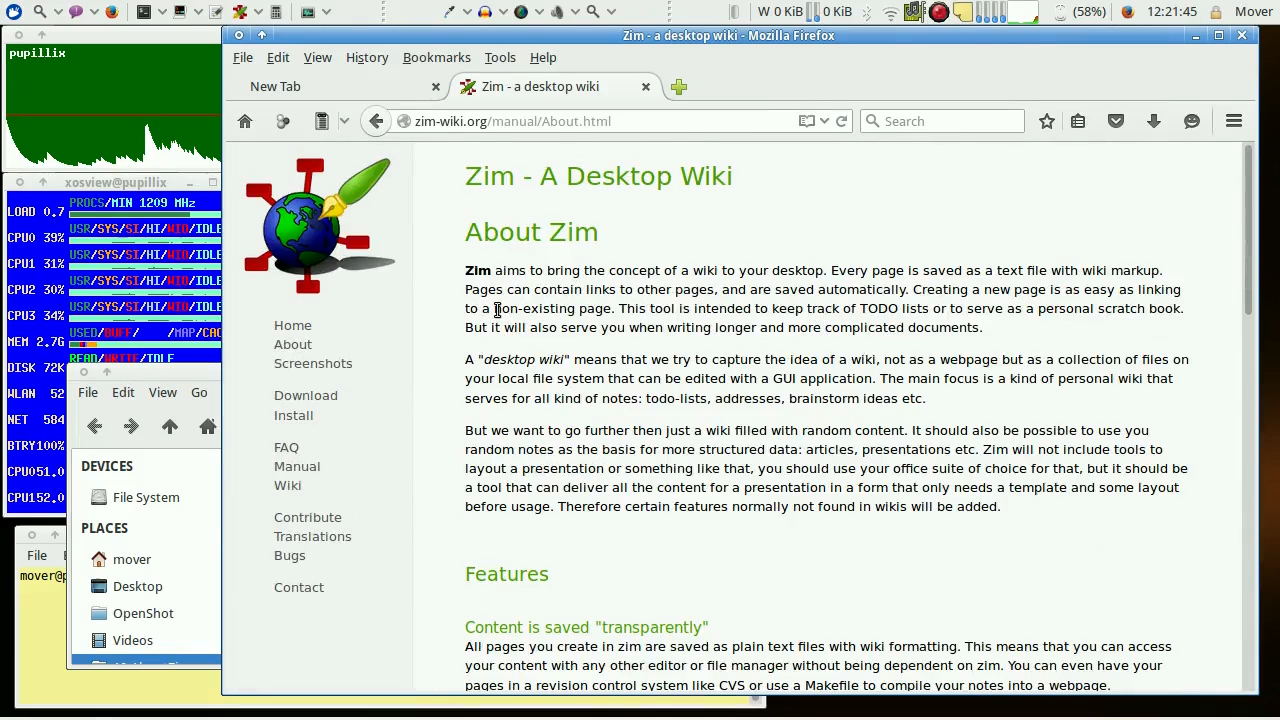 W 0 KiB 0 KiB (58%) 12:21:45 Mover
pupillix
Zim - a desktop wiki - Mozilla Firefox
File Edit View History Bookmarks Tools Help
New Tab
Zim - a desktop wiki
zim-wiki.org/manual/About.html
Search
xosview@pupillix
PROCS/MIN 1209 MHz
LOAD 0.7
USR/SYS/SI/HI/WIO/IDLE
CPU0 39%
USR/SYS/SI/HI/WIO/IDLE
CPU1 31%
USR/SYS/SI/HI/WIO/IDLE
CPU2 30%
USR/SYS/SI/HI/WIO/IDLE
CPU3 34%
USED/BUFF/ /MAP/CAC
MEM 2.7G
READ/WRITE/IDLE
DISK 72K
WLAN 52
NET 584
BTRY100%
CPU051.0
CPU152.0
File Edit View Go
DEVICES
File System
PLACES
mover
Desktop
OpenShot
Videos
File
mover@p
Home
About
Screenshots
Download
Install
FAQ
Manual
Wiki
Contribute
Translations
Bugs
Contact
Zim - A Desktop Wiki
About Zim
Zim aims to bring the concept of a wiki to your desktop. Every page is saved as a text file with wiki markup.
Pages can contain links to other pages, and are saved automatically. Creating a new page is as easy as linking
to a non-existing page. This tool is intended to keep track of TODO lists or to serve as a personal scratch book.
But it will also serve you when writing longer and more complicated documents.
A "desktop wiki" means that we try to capture the idea of a wiki, not as a webpage but as a collection of files on
your local file system that can be edited with a GUI application. The main focus is a kind of personal wiki that
serves for all kind of notes: todo-lists, addresses, brainstorm ideas etc.
But we want to go further then just a wiki filled with random content. It should also be possible to use you
random notes as the basis for more structured data: articles, presentations etc. Zim will not include tools to
layout a presentation or something like that, you should use your office suite of choice for that, but it should be
a tool that can deliver all the content for a presentation in a form that only needs a template and some layout
before usage. Therefore certain features normally not found in wikis will be added.
Features
Content is saved "transparently"
All pages you create in zim are saved as plain text files with wiki formatting. This means that you can access
your content with any other editor or file manager without being dependent on zim. You can even have your
pages in a revision control system like CVS or use a Makefile to compile your notes into a webpage.